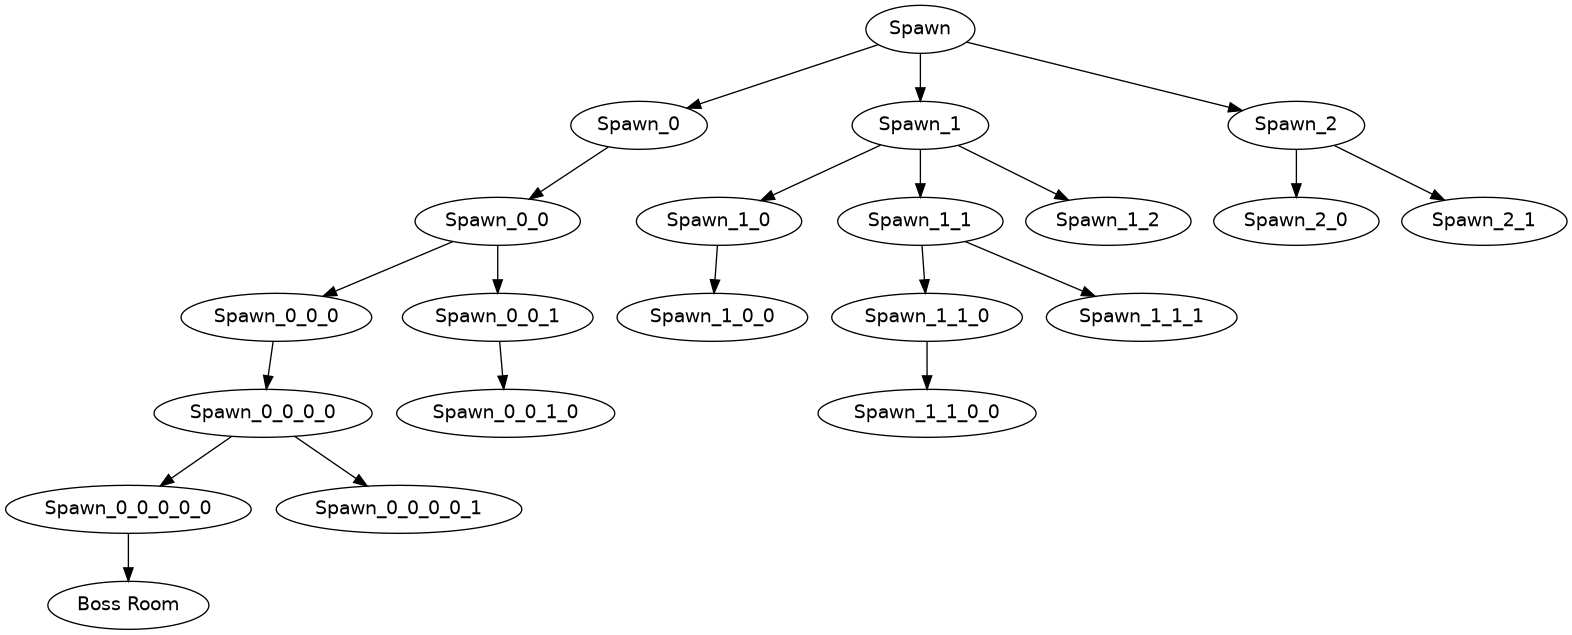 Spawn
Spawn_0
Spawn_1
Spawn_2
Spawn_0_0
Spawn_1_0
Spawn_1_1
Spawn_1_2
Spawn_2_0
Spawn_2_1
Spawn_0_0_0
Spawn_0_0_1
Spawn_1_0_0
Spawn_1_1_0
Spawn_1_1_1
Spawn_0_0_0_0
Spawn_0_0_1_0
Spawn_1_1_0_0
Spawn_0_0_0_0_0
Spawn_0_0_0_0_1
Boss Room